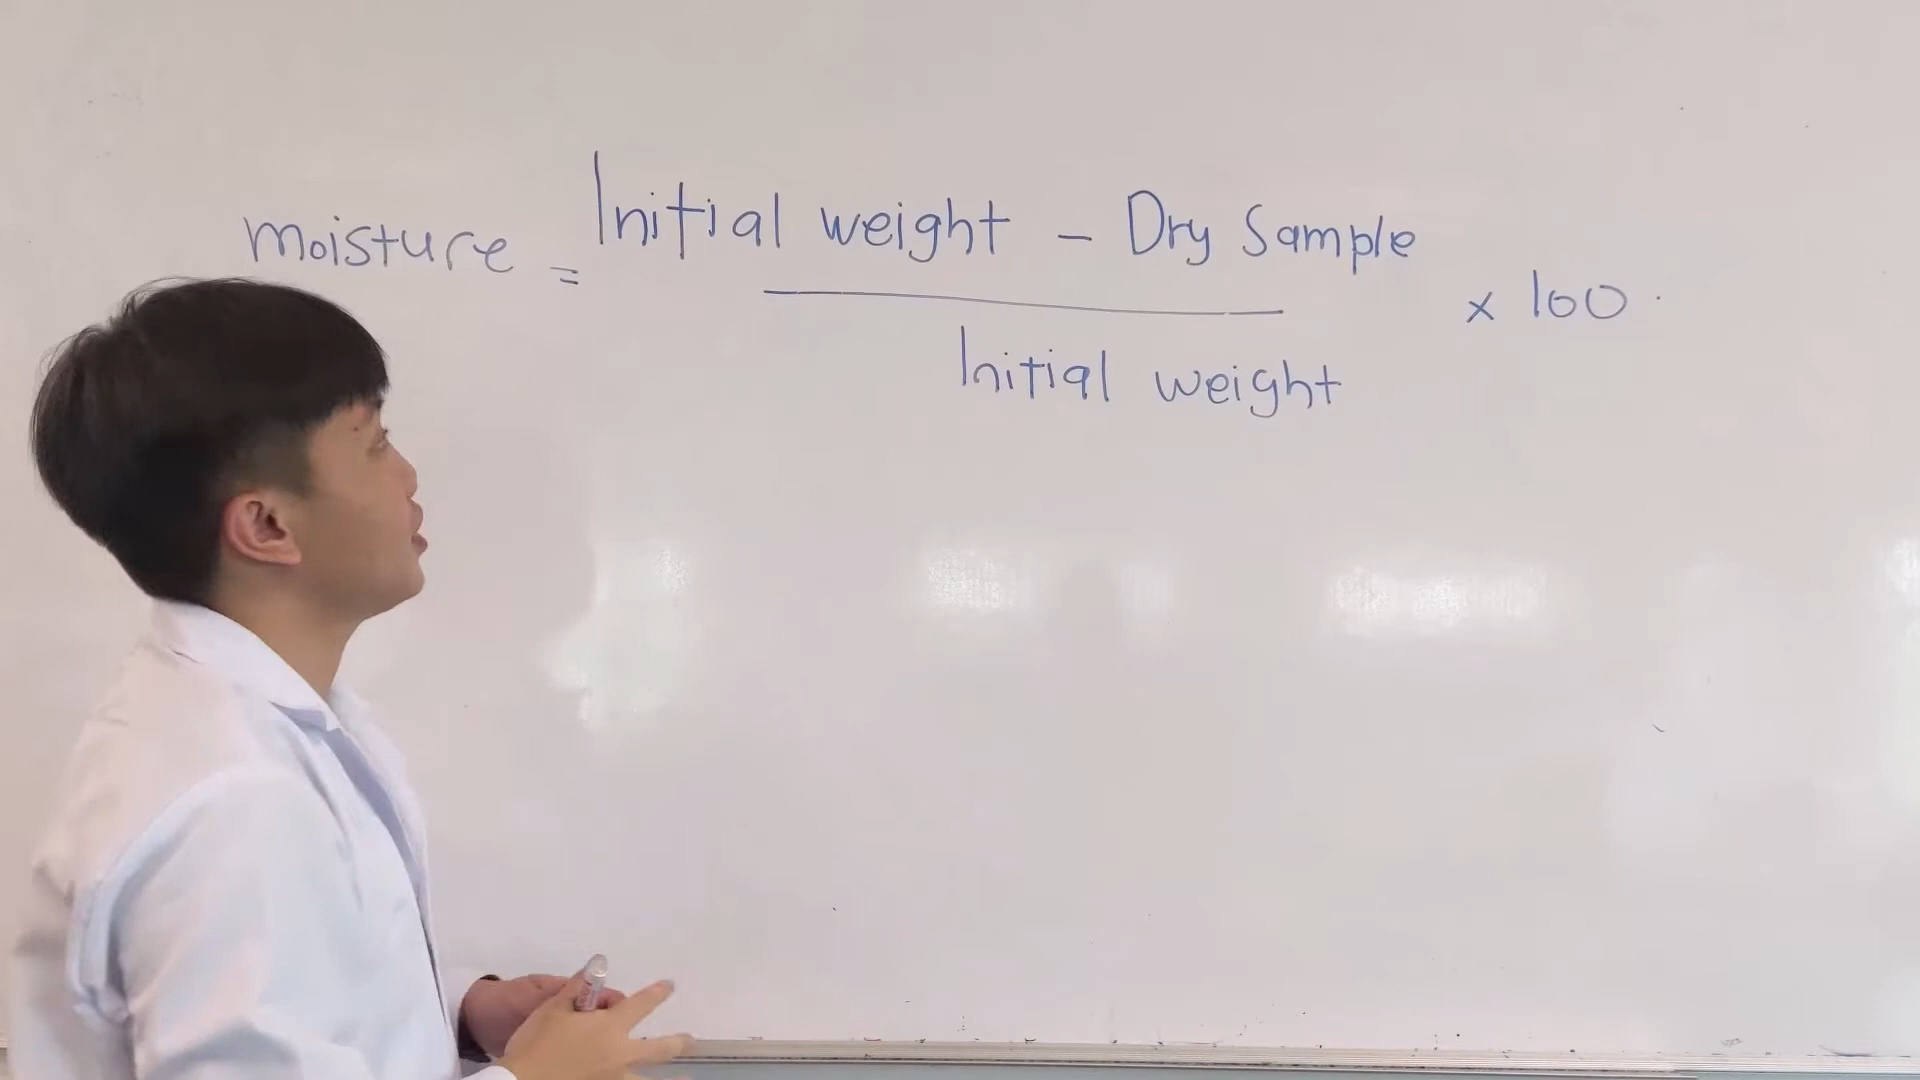 moisture = Initial weight - Dry Sample
Initial weight
x 100